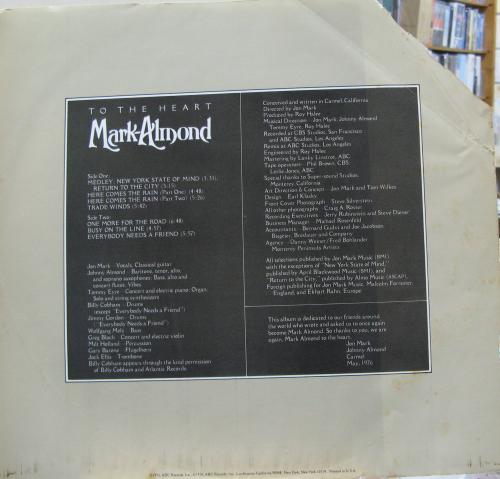 TO THE HEART
Mark-Almond
Side One:
MEDLEY: NEW YORK STATE OF MIND (1:31),
RETURN TO THE CITY (5:15)
HERE COMES THE RAIN (Part One) (4:48)
HERE COMES THE RAIN (Part Two) (5:26)
TRADE WINDS (5:42)
Side Two:
ONE MORE FOR THE ROAD (6:48)
BUSY ON THE LINE (4:57)
EVERYBODY NEEDS A FRIEND (5:57)
Jon Mark - Vocals, Classical guitar
Johnny Almond - Baritone, tenor, alto,
and soprano saxophones; Bass, alto and
concert flutes; Vibes
Tommy Eyre - Concert and electric piano; Organ;
Solo and string synthesizers
Billy Cobham - Drums
(except "Everybody Needs a Friend")
Jimmy Gordon - Drums
("Everybody Needs a Friend")
Wolfgang Melz - Bass
Greg Block - Concert and electric violin
Milt Holland - Percussion
Gary Barone - Flugelhorn
Jack Ellis - Trombone
Billy Cobham appears through the kind permission
of Billy Cobham and Atlantic Records
Conceived and written in Carmel, California
Directed by Jon Mark
Produced by Roy Halee
Musical Directors - Jon Mark, Johnny Almond,
Tommy Eyre, Roy Halee
Recorded at CBS Studios, San Francisco
and ABC Studios, Los Angeles
Remix at ABC Studios, Los Angeles
Engineered by Roy Halee
Mastering by Lanky Linstrot, ABC
Tape operators - Phil Brown, CBS;
Leslie Jones, ABC
Special thanks to Super-sound Studios,
Monterey, California
Art Direction & Concept - Jon Mark and Tom Wilkes
Design - Earl Klasky
Front Cover Photograph - Steve Silverstein
All other photographs - Craig A. Reiner
Recording Executives - Jerry Rubinstein and Steve Diener
Business Manager - Michael Rosenfeld
Accountants - Bernard Gudvi and Joe Jacobson
Agency - Danny Weiner/Fred Bohlander
Monterey Peninsula Artists
All selections published by Jon Mark Music (BMI)
with the exceptions of "New York State of Mind,"
published by April Blackwood Music (BMI), and
"Return to the City," published by Almo Music (ASCAP).
Foreign publishing for Jon Mark Music, Malcolm Forrester,
England, and Ekhart Rahn, Europe
This album is dedicated to our friends around
the world who wrote and asked us to once again
become Mark Almond. So thanks to you, we are
again, Mark Almond to the heart.
Jon Mark
Johnny Almond
Carmel
May, 1976